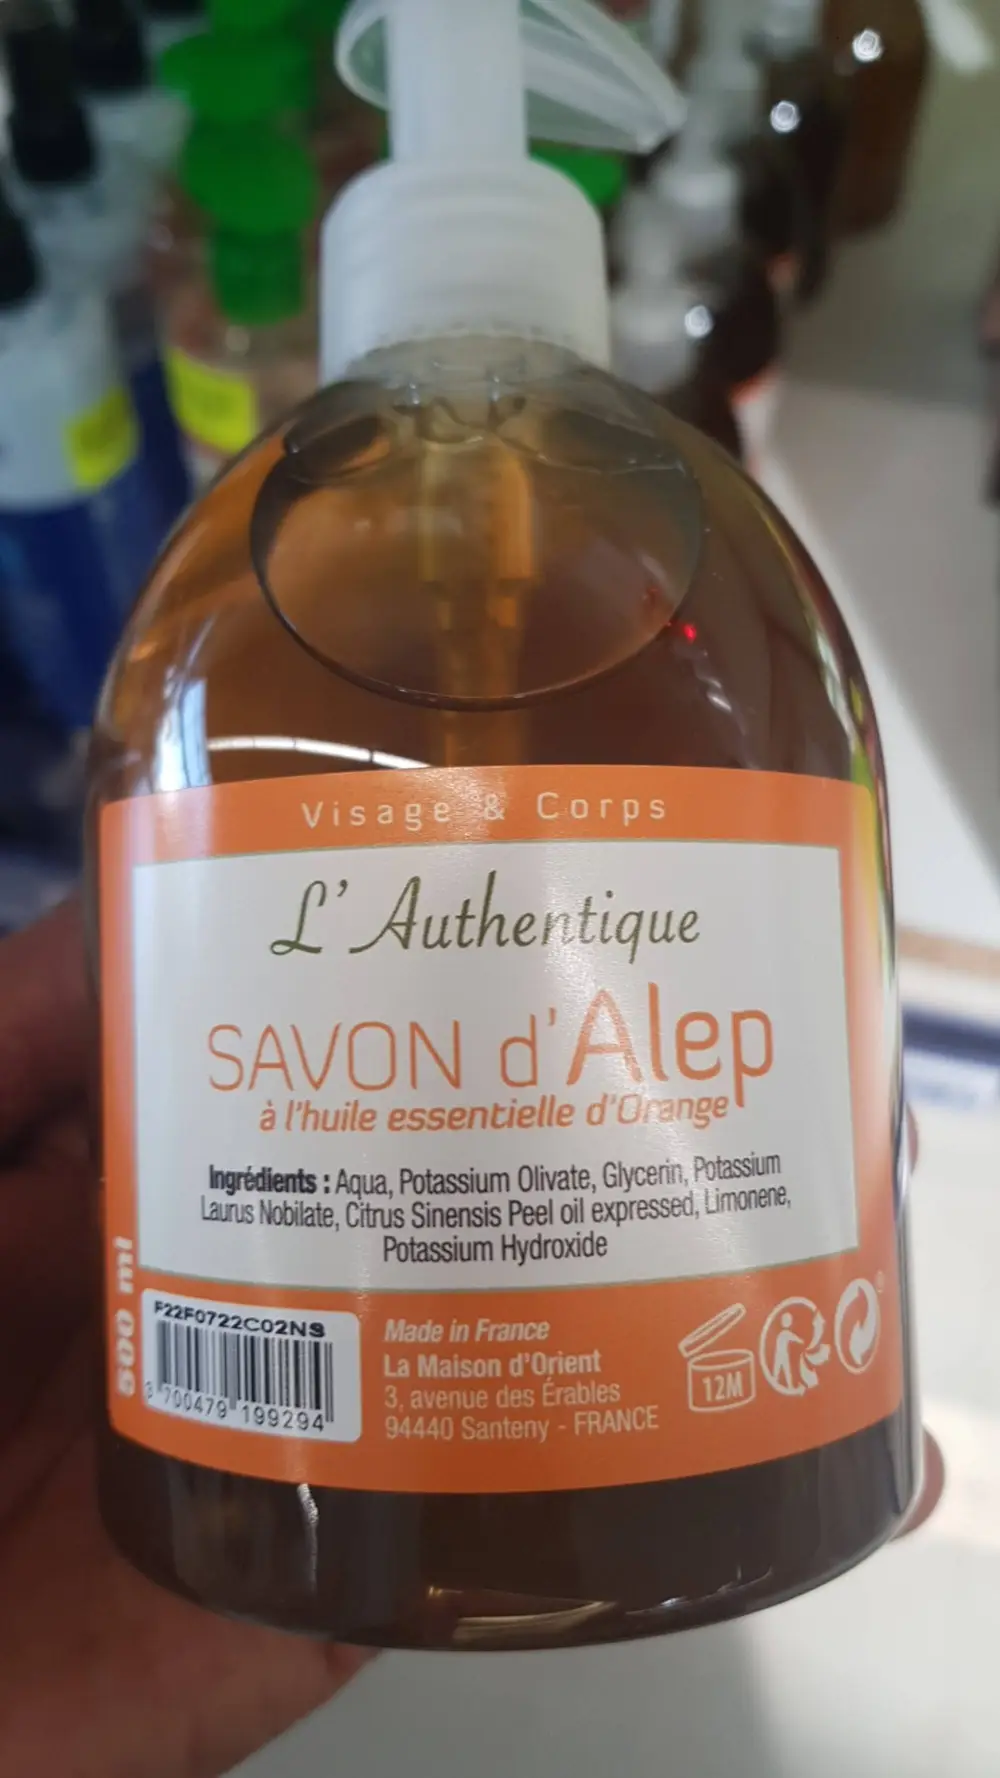 Visage & Corps
L'Authentique
SAVON d'Alep
à l'huile essentielle d'Orange
Ingrédients : Aqua, Potassium Olivate, Glycerin, Potassium
Laurus Nobilate, Citrus Sinensis Peel oil expressed, Limonene,
Potassium Hydroxide
500 ml
F22F0722C02NS
3 700479 199294
Made in France
La Maison d'Orient
3, avenue des Érables
94440 Santeny - FRANCE
12M